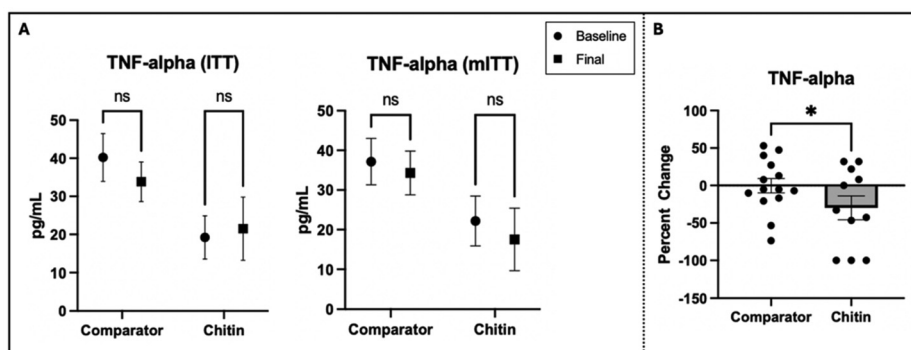 A
TNF-alpha (ITT)
ns
ns
50
40
30
20
10
0
pg/mL
Comparator
Chitin
TNF-alpha (mITT)
ns
ns
50
40
30
20
10
0
pg/mL
Comparator
Chitin
Baseline
Final
B
TNF-alpha
*
100
50
0
-50
-100
-150
Percent Change
Comparator
Chitin